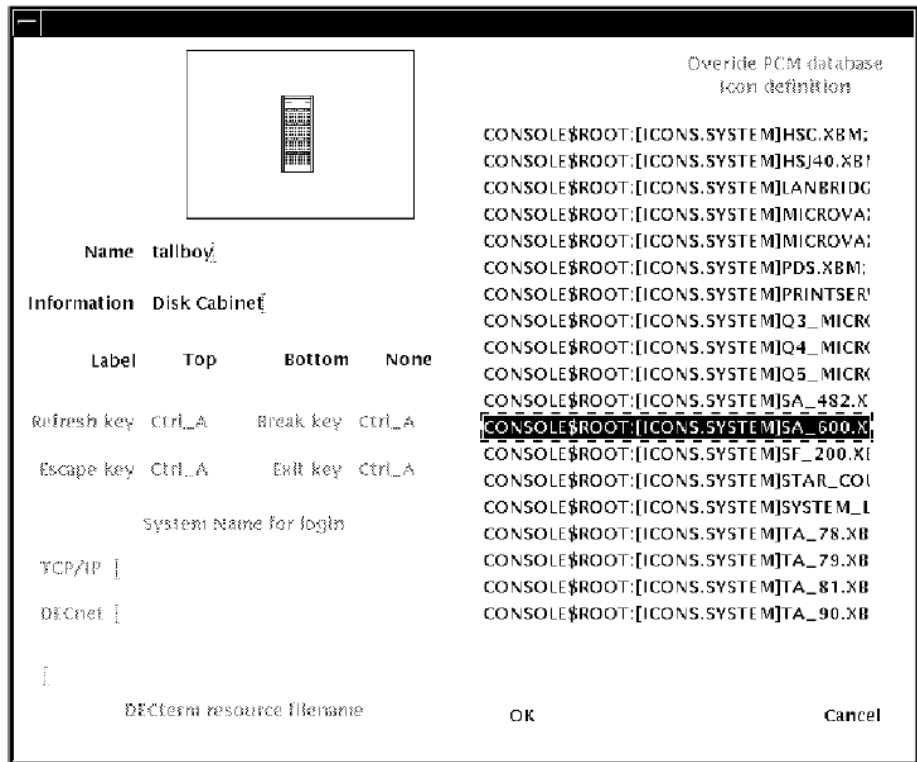 Overide PCM database
Icon definition
Name tallboy
Information Disk Cabinet
Label Top Bottom None
Refresh key Ctrl_A Break key Ctrl_A
Escape key Ctrl_A Exit key Ctrl_A
System Name for login
TCP/IP
DECnet
DECterm resource filename
CONSOLE$ROOT:[ICONS.SYSTEM]HSC.XBM;
CONSOLE$ROOT:[ICONS.SYSTEM]HSJ40.XB
CONSOLE$ROOT:[ICONS.SYSTEM]LANBRIDG
CONSOLE$ROOT:[ICONS.SYSTEM]MICROVA
CONSOLE$ROOT:[ICONS.SYSTEM]MICROVA
CONSOLE$ROOT:[ICONS.SYSTEM]PDS.XBM;
CONSOLE$ROOT:[ICONS.SYSTEM]PRINTSER
CONSOLE$ROOT:[ICONS.SYSTEM]Q3_MICR
CONSOLE$ROOT:[ICONS.SYSTEM]Q4_MICR
CONSOLE$ROOT:[ICONS.SYSTEM]Q5_MICR
CONSOLE$ROOT:[ICONS.SYSTEM]SA_482.X
CONSOLE$ROOT:[ICONS.SYSTEM]SA_600.X
CONSOLE$ROOT:[ICONS.SYSTEM]SF_200.X
CONSOLE$ROOT:[ICONS.SYSTEM]STAR_CO
CONSOLE$ROOT:[ICONS.SYSTEM]SYSTEM_L
CONSOLE$ROOT:[ICONS.SYSTEM]TA_78.XB
CONSOLE$ROOT:[ICONS.SYSTEM]TA_79.XB
CONSOLE$ROOT:[ICONS.SYSTEM]TA_81.XB
CONSOLE$ROOT:[ICONS.SYSTEM]TA_90.XB
OK Cancel